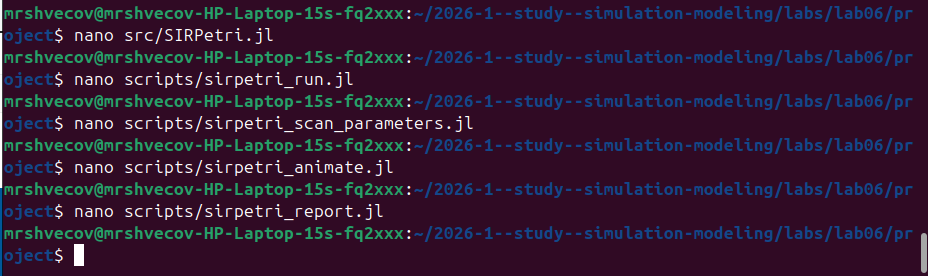 mrshvecov@mrshvecov-HP-Laptop-15s-fq2xxx:~/2026-1--study--simulation-modeling/labs/lab06/pr
oject$ nano src/SIRPetri.jl
mrshvecov@mrshvecov-HP-Laptop-15s-fq2xxx:~/2026-1--study--simulation-modeling/labs/lab06/pr
oject$ nano scripts/sirpetri_run.jl
mrshvecov@mrshvecov-HP-Laptop-15s-fq2xxx:~/2026-1--study--simulation-modeling/labs/lab06/pr
oject$ nano scripts/sirpetri_scan_parameters.jl
mrshvecov@mrshvecov-HP-Laptop-15s-fq2xxx:~/2026-1--study--simulation-modeling/labs/lab06/pr
oject$ nano scripts/sirpetri_animate.jl
mrshvecov@mrshvecov-HP-Laptop-15s-fq2xxx:~/2026-1--study--simulation-modeling/labs/lab06/pr
oject$ nano scripts/sirpetri_report.jl
mrshvecov@mrshvecov-HP-Laptop-15s-fq2xxx:~/2026-1--study--simulation-modeling/labs/lab06/pr
oject$